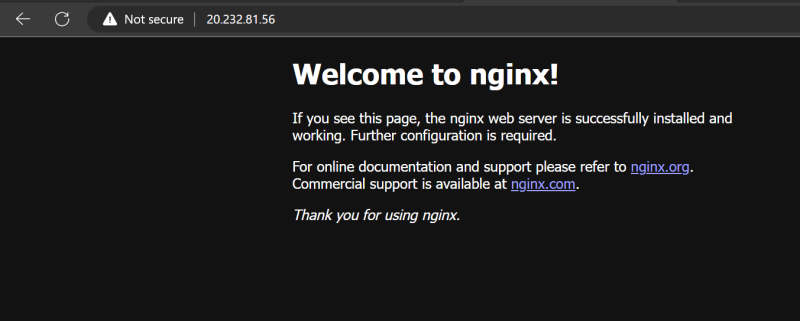 Not secure 20.232.81.56
Welcome to nginx!
If you see this page, the nginx web server is successfully installed and
working. Further configuration is required.
For online documentation and support please refer to nginx.org.
Commercial support is available at nginx.com.
Thank you for using nginx.